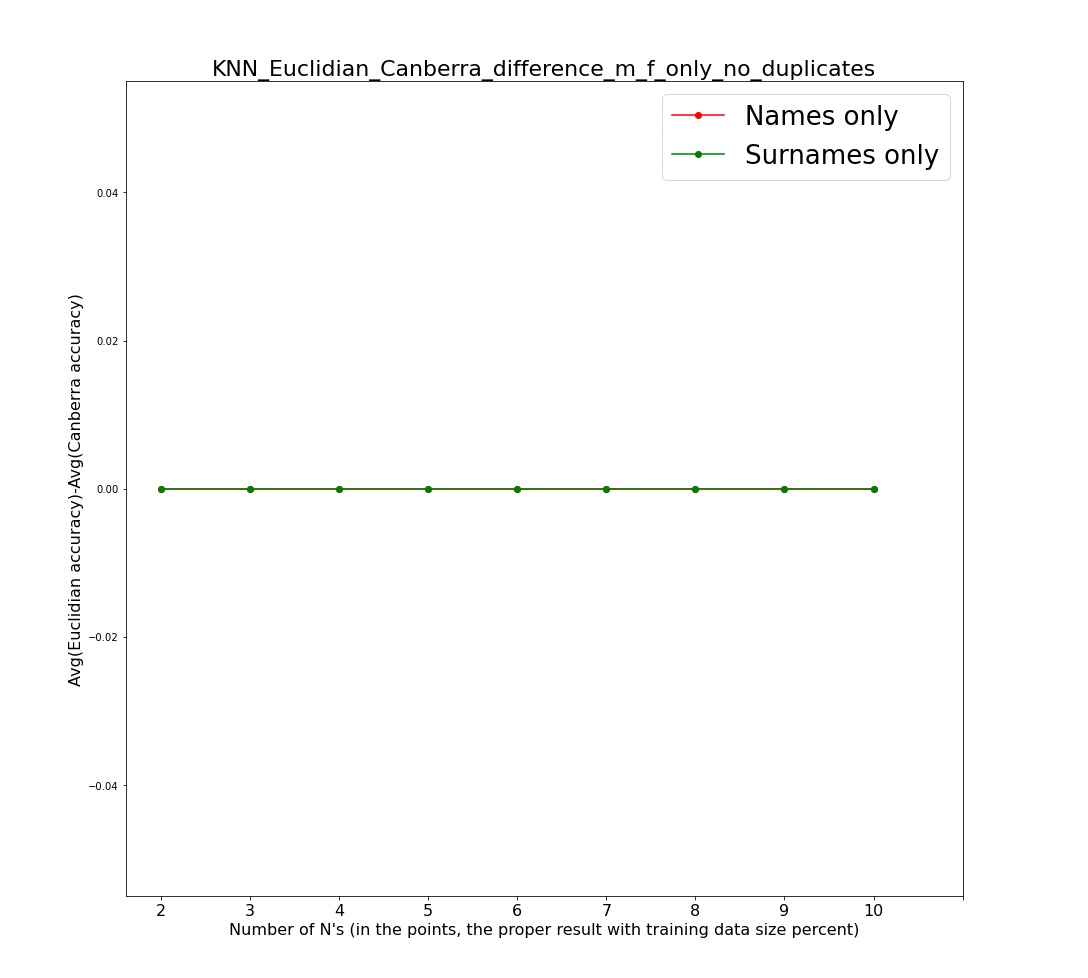 KNN_Euclidian_Canberra_difference_m_f_only_no_duplicates
Names only
Surnames only
Avg(Euclidian accuracy)-Avg(Canberra accuracy)
0.04
0.02
0.00
−0.02
−0.04
2 3 4 5 6 7 8 9 10
Number of N's (in the points, the proper result with training data size percent)